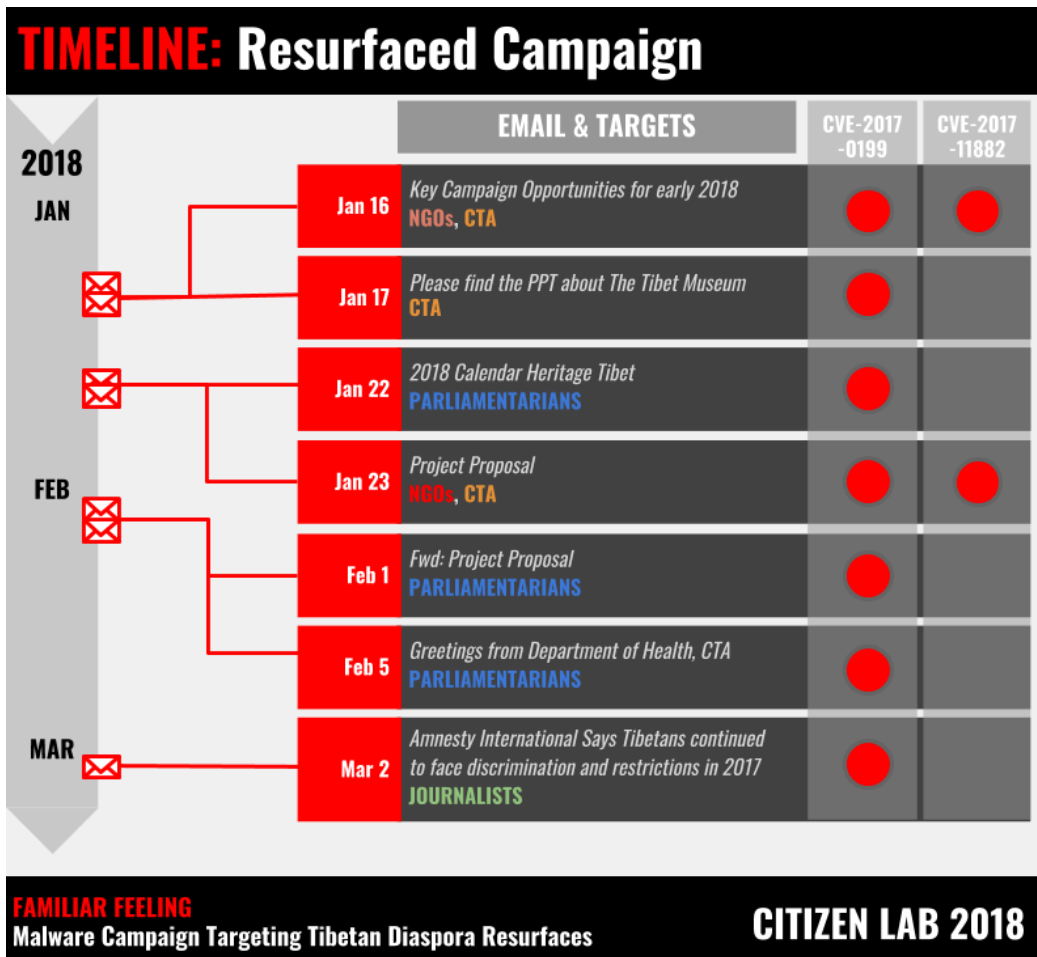 TIMELINE: Resurfaced Campaign
EMAIL & TARGETS
CVE-2017
-0199
CVE-2017
-11882
2018
JAN
Jan 16
Key Campaign Opportunities for early 2018
NGOs, CTA
Jan 17
Please find the PPT about The Tibet Museum
CTA
Jan 22
2018 Calendar Heritage Tibet
PARLIAMENTARIANS
Jan 23
Project Proposal
NGOs, CTA
FEB
Feb 1
Fwd: Project Proposal
PARLIAMENTARIANS
Feb 5
Greetings from Department of Health, CTA
PARLIAMENTARIANS
MAR
Mar 2
Amnesty International Says Tibetans continued
to face discrimination and restrictions in 2017
JOURNALISTS
FAMILIAR FEELING
Malware Campaign Targeting Tibetan Diaspora Resurfaces
CITIZEN LAB 2018